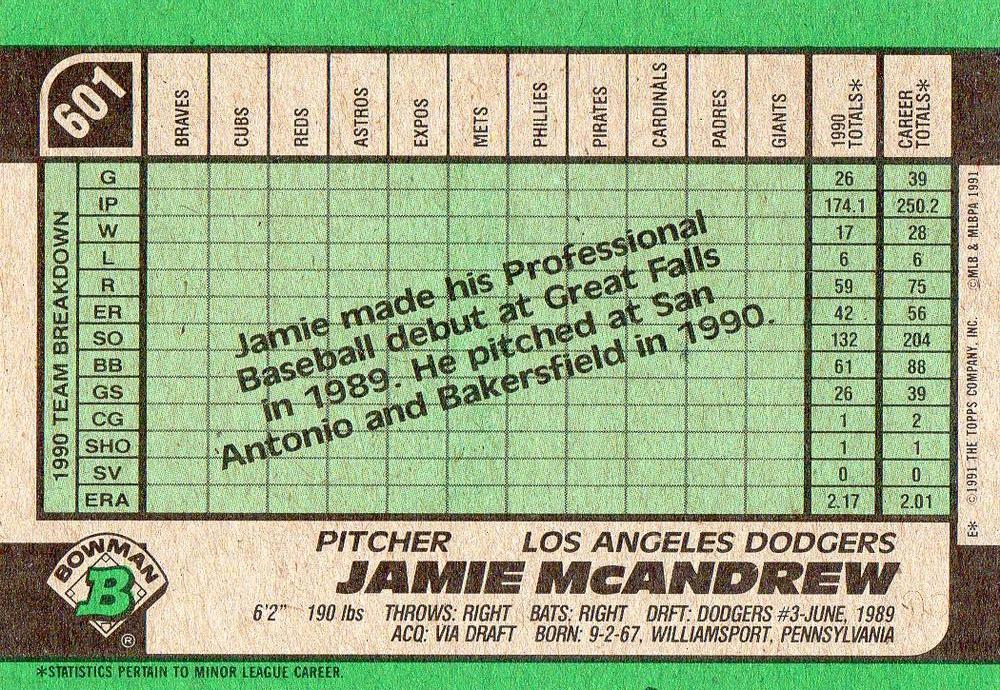 601
BRAVES CUBS REDS ASTROS EXPOS METS PHILLIES PIRATES CARDINALS PADRES GIANTS 1990 TOTALS* CAREER TOTALS*
1990 TEAM BREAKDOWN
G 26 39
IP 174.1 250.2
W 17 28
L 6 6
R 59 75
ER 42 56
SO 132 204
BB 61 88
GS 26 39
CG 1 2
SHO 1 1
SV 0 0
ERA 2.17 2.01
Jamie made his Professional
Baseball debut at Great Falls
in 1989. He pitched at San
Antonio and Bakersfield in 1990.
E* ©1991 THE TOPPS COMPANY, INC. ©MLB & MLBPA 1991
BOWMAN
B
®
PITCHER LOS ANGELES DODGERS
JAMIE McANDREW
6'2" 190 lbs THROWS: RIGHT BATS: RIGHT DRFT: DODGERS #3-JUNE, 1989
ACQ: VIA DRAFT BORN: 9-2-67, WILLIAMSPORT, PENNSYLVANIA
*STATISTICS PERTAIN TO MINOR LEAGUE CAREER.